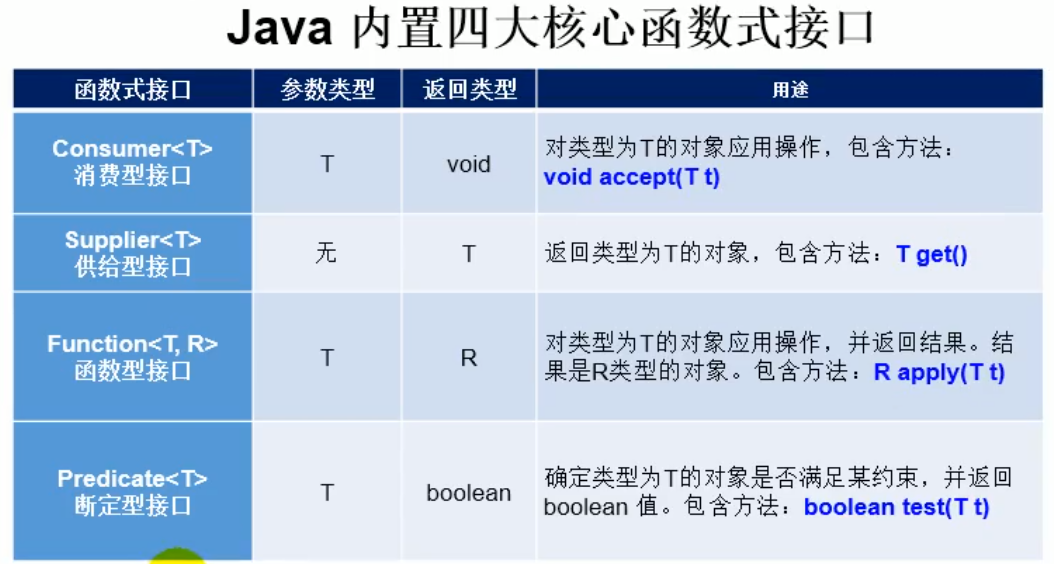 Java 内置四大核心函数式接口
函数式接口 参数类型 返回类型 用途
Consumer<T>
消费型接口
T
void
对类型为T的对象应用操作，包含方法：
void accept(T t)
Supplier<T>
供给型接口
无
T
返回类型为T的对象，包含方法：T get()
Function<T, R>
函数型接口
T
R
对类型为T的对象应用操作，并返回结果。结
果是R类型的对象。包含方法：R apply(T t)
Predicate<T>
断定型接口
T
boolean
确定类型为T的对象是否满足某约束，并返回
boolean 值。包含方法：boolean test(T t)